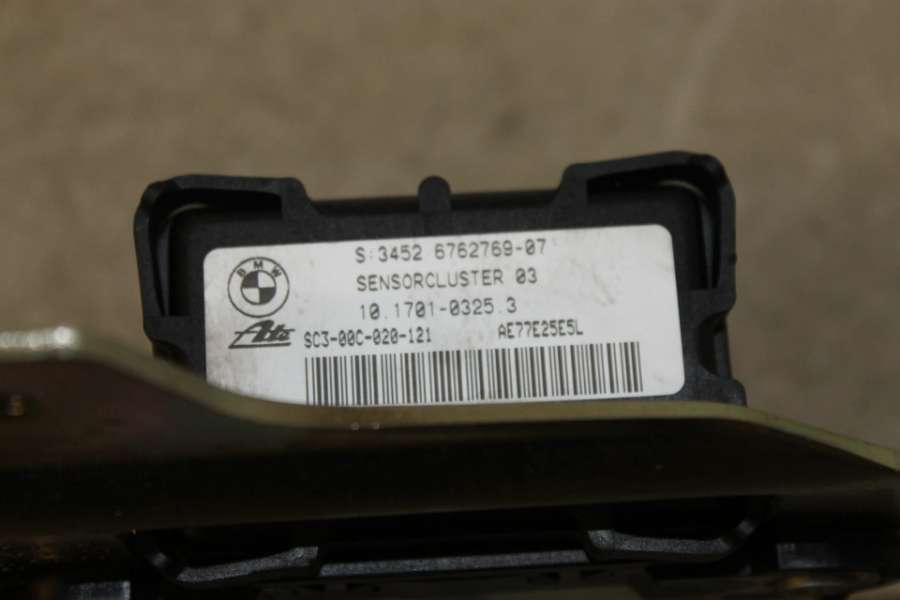 S:3452 6762769-07
BMW
SENSORCLUSTER 03
10.1701-0325.3
Ate
SC3-00C-020-121 AE77E25E5L